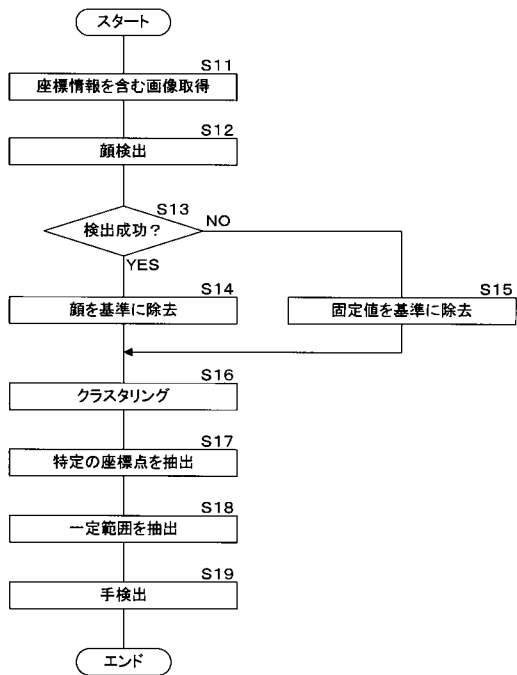 スタート
S11
座標情報を含む画像取得
S12
顔検出
S13
検出成功？
NO
YES
S14
顔を基準に除去
S15
固定値を基準に除去
S16
クラスタリング
S17
特定の座標点を抽出
S18
一定範囲を抽出
S19
手検出
エンド